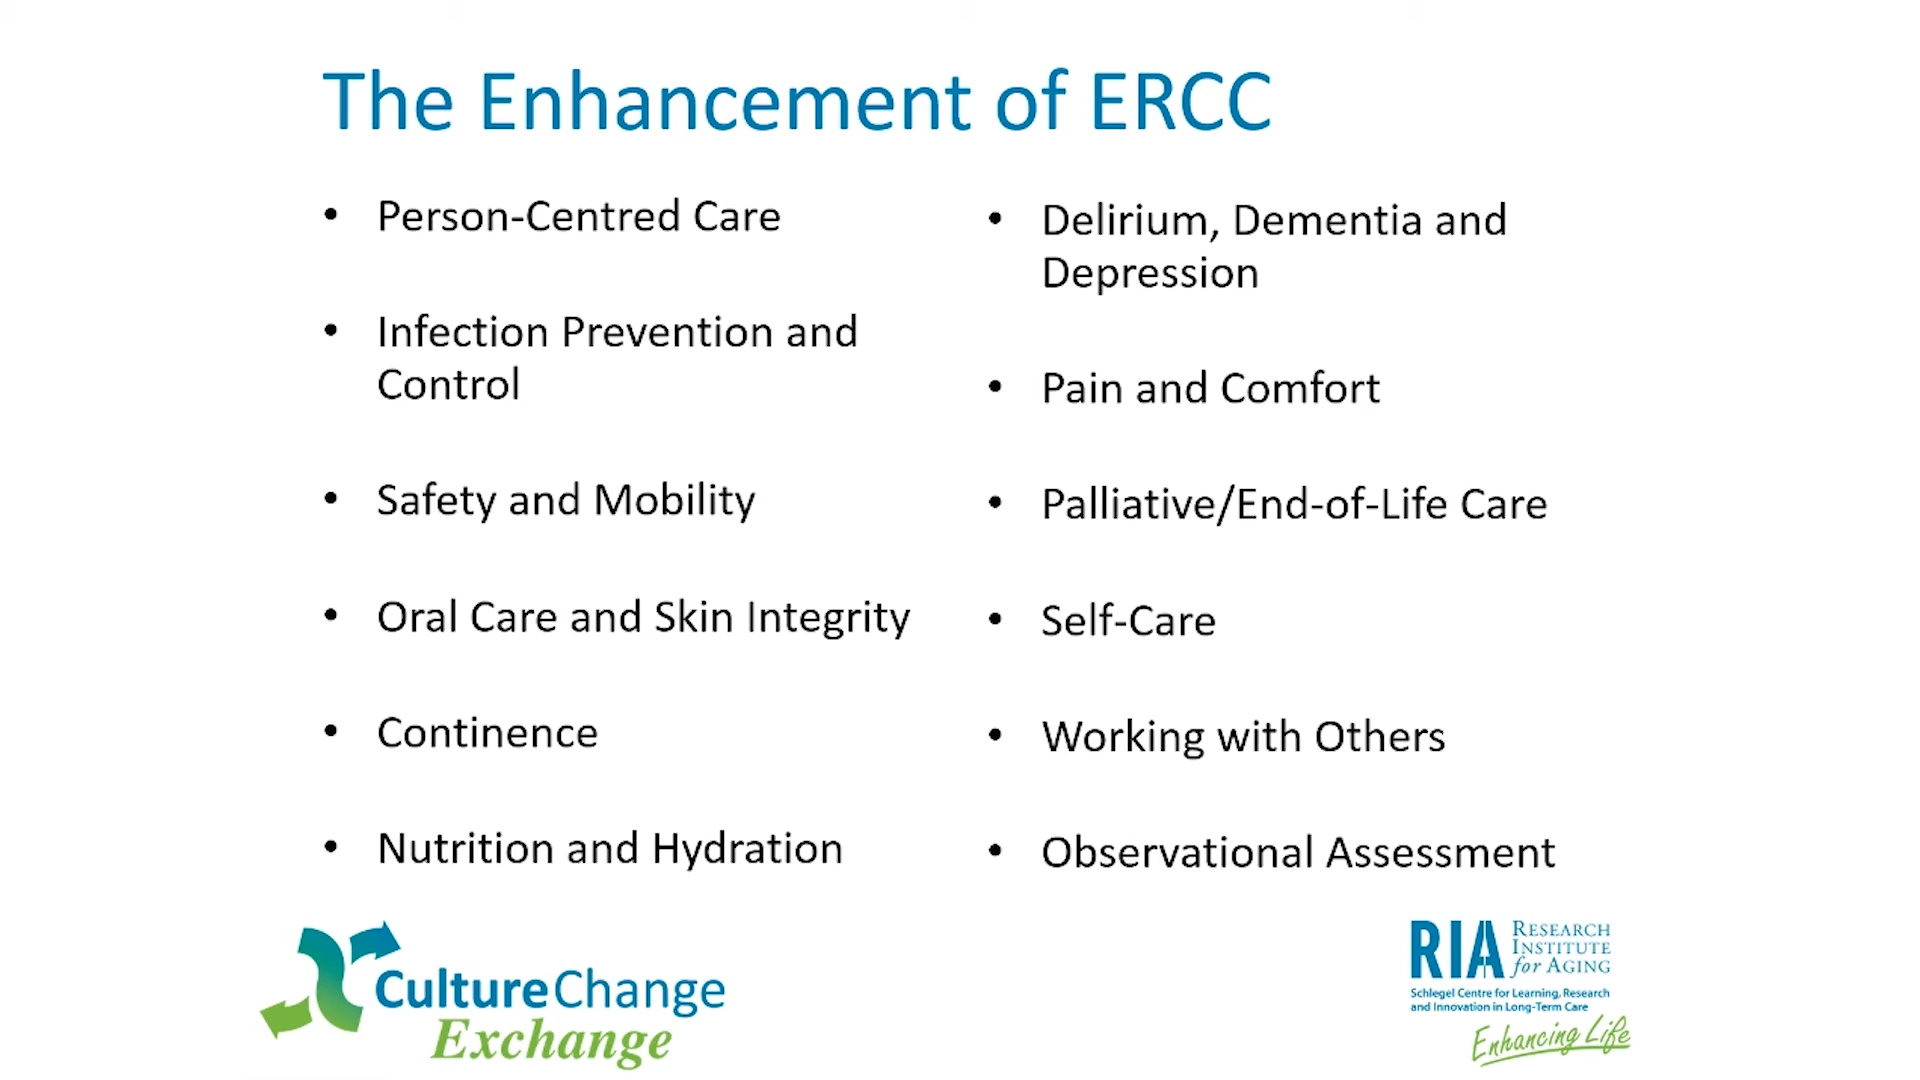 The Enhancement of ERCC
• Person-Centred Care
• Infection Prevention and
Control
• Safety and Mobility
• Oral Care and Skin Integrity
• Continence
• Nutrition and Hydration
• Delirium, Dementia and
Depression
• Pain and Comfort
• Palliative/End-of-Life Care
• Self-Care
• Working with Others
• Observational Assessment
CultureChange
Exchange
RIA
RESEARCH
INSTITUTE
for AGING
Schlegel Centre for Learning, Research
and Innovation in Long-Term Care
Enhancing Life